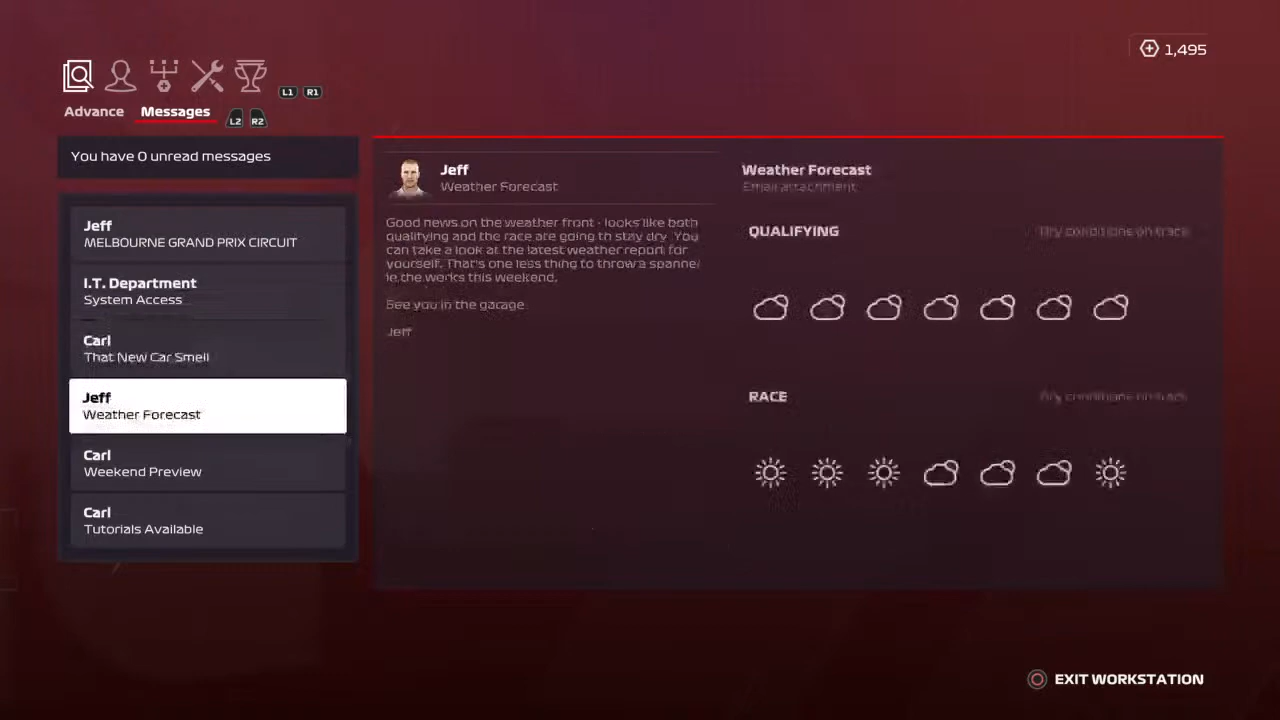 1,495
L1 R1
Advance Messages L2 R2
You have 0 unread messages
Jeff
MELBOURNE GRAND PRIX CIRCUIT
I.T. Department
System Access
Carl
That New Car Smell
Jeff
Weather Forecast
Carl
Weekend Preview
Carl
Tutorials Available
Jeff
Weather Forecast
Good news on the weather front - looks like both
qualifying and the race are going to stay dry. You
can take a look at the latest weather report for
yourself. That's one less thing to throw a spanner
in the works this weekend.
See you in the garage
Jeff
Weather Forecast
Email attachment
QUALIFYING
Dry conditions on track
RACE
Dry conditions on track
EXIT WORKSTATION